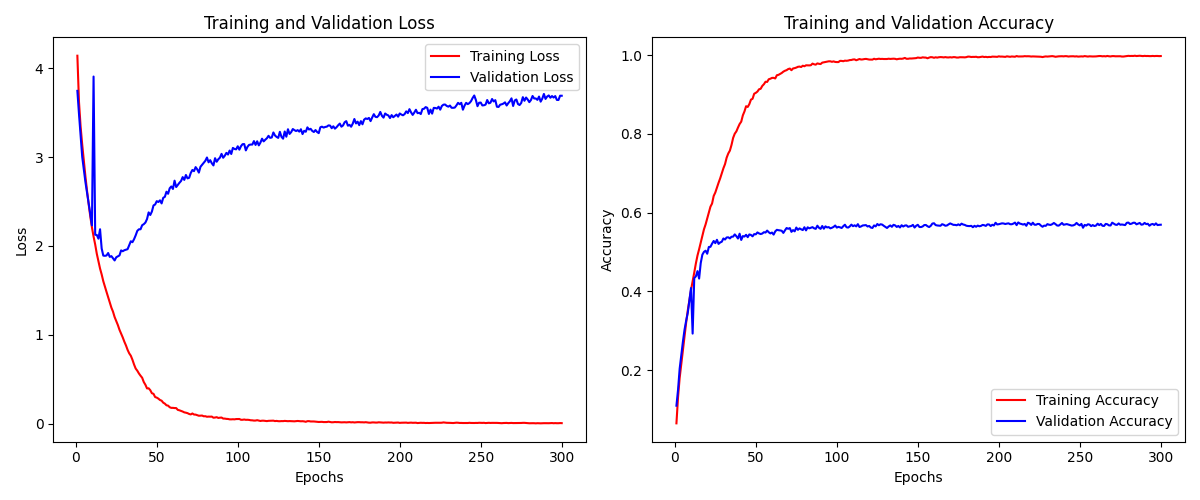 Training and Validation Loss
Training Loss
Validation Loss
4
3
2
1
0
Loss
0 50 100 150 200 250 300
Epochs
Training and Validation Accuracy
1.0
0.8
0.6
0.4
0.2
Accuracy
Training Accuracy
Validation Accuracy
0 50 100 150 200 250 300
Epochs